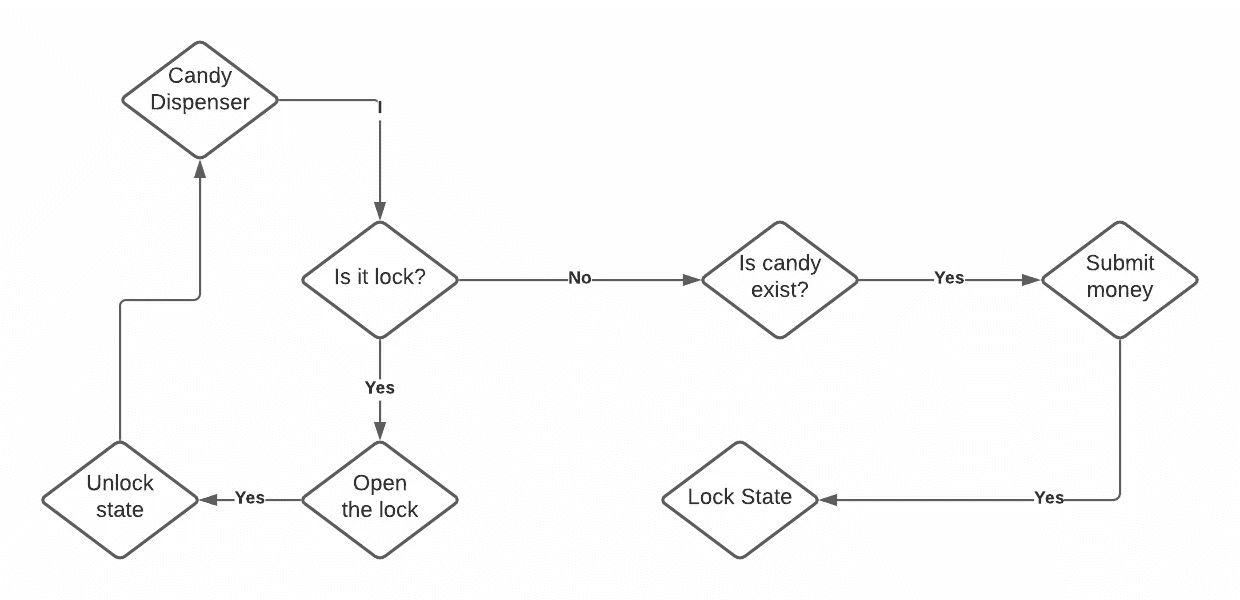 Candy
Dispenser
I
Is it lock?
No
Is candy
exist?
Yes
Submit
money
Yes
Unlock
state
Yes
Open
the lock
Lock State
Yes